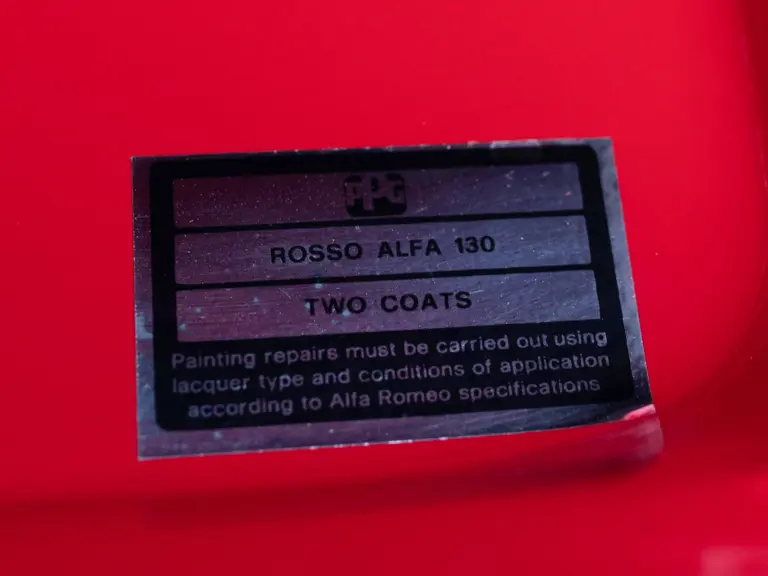 PPG
ROSSO ALFA 130
TWO COATS
Painting repairs must be carried out using
lacquer type and conditions of application
according to Alfa Romeo specifications